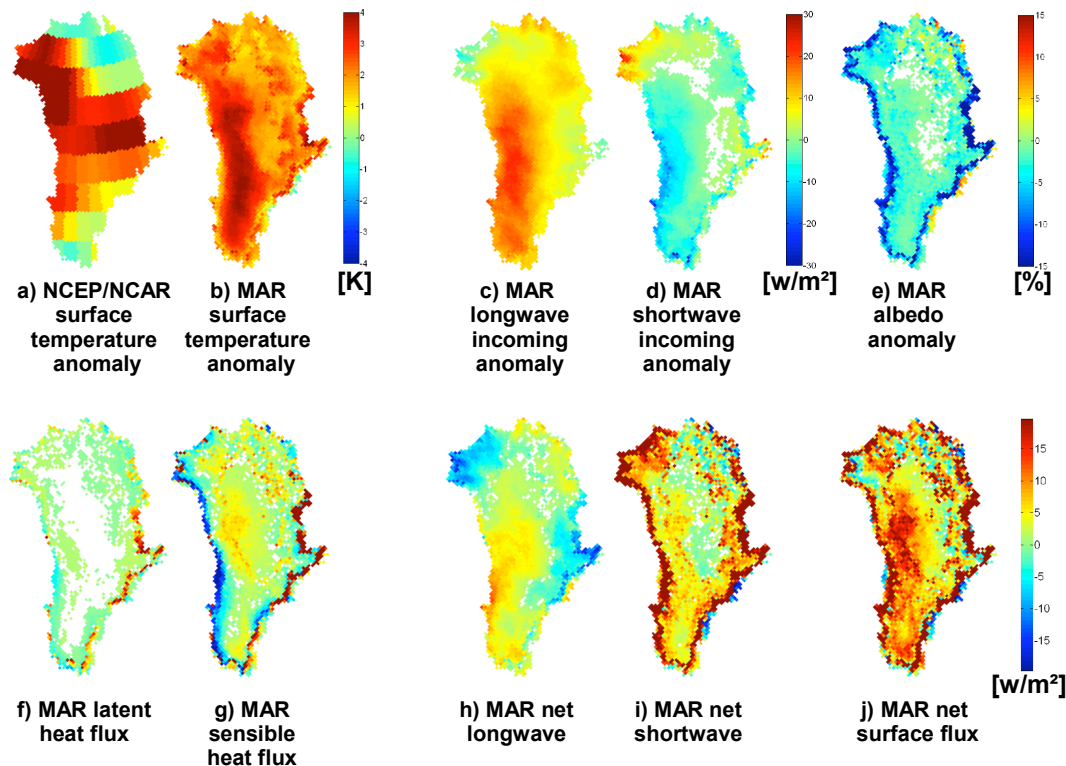 4
3
2
1
0
-1
-2
-3
-4
[K]
30
20
10
0
-10
-20
-30
[w/m²]
15%
10%
5%
0%
-5%
-10%
-15%
[%]
a) NCEP/NCAR
surface
temperature
anomaly
b) MAR
surface
temperature
anomaly
c) MAR
longwave
incoming
anomaly
d) MAR
shortwave
incoming
anomaly
e) MAR
albedo
anomaly
15
10
5
0
-5
-10
-15
[w/m²]
f) MAR latent
heat flux
g) MAR
sensible
heat flux
h) MAR net
longwave
i) MAR net
shortwave
j) MAR net
surface flux